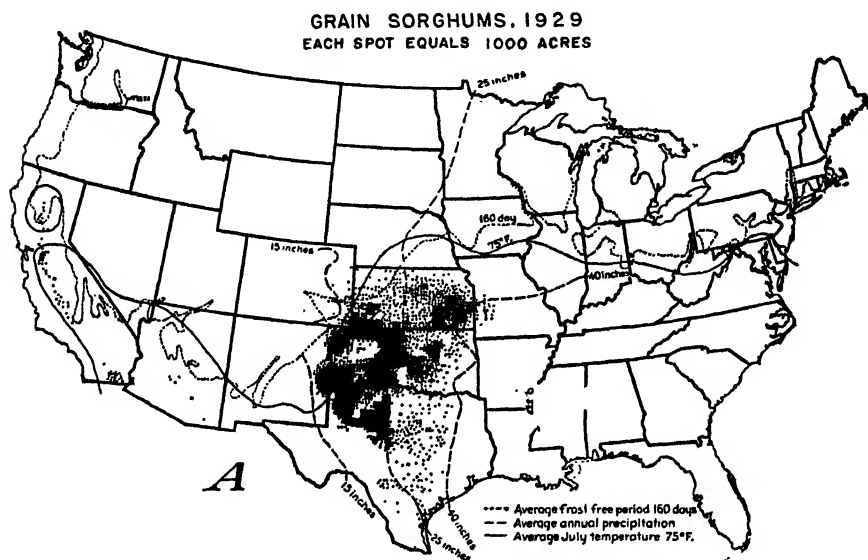 GRAIN SORGHUMS, 1929
EACH SPOT EQUALS 1000 ACRES
25 inches
160 day
75°F.
15 inches
40 inches
A
15 inches
25 inches
40 inches
Average frost free period 160 days
Average annual precipitation
Average July temperature 75°F.